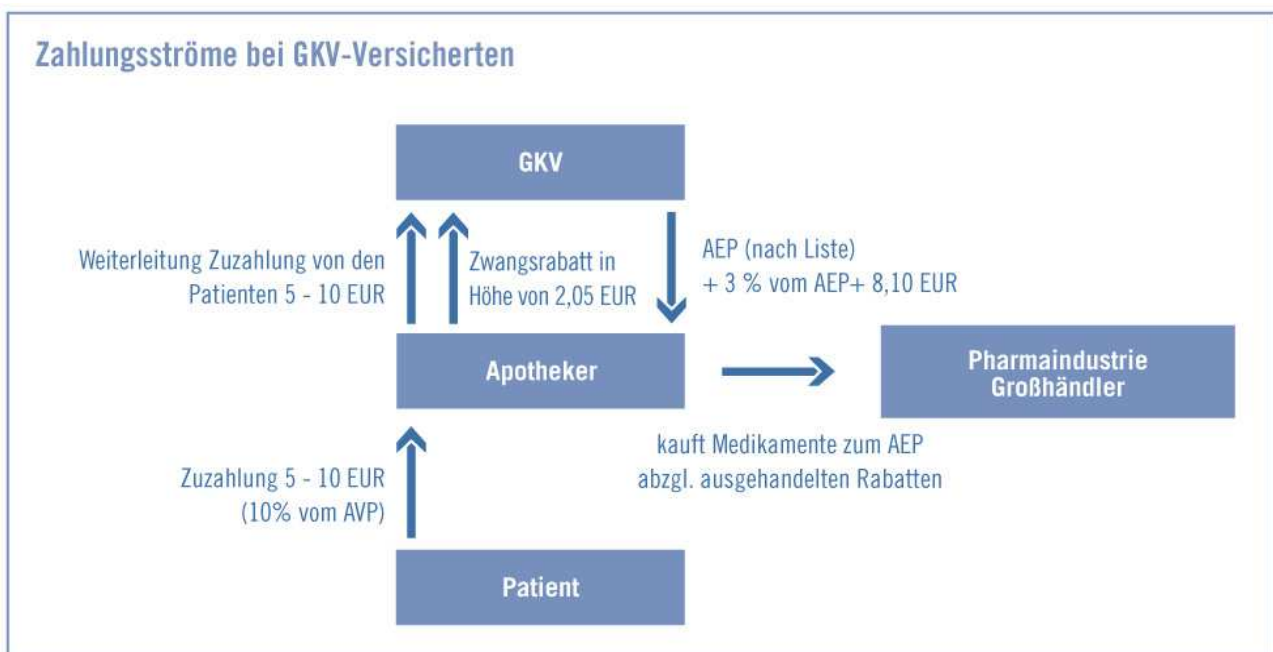 Zahlungsströme bei GKV-Versicherten
GKV
Weiterleitung Zuzahlung von den
Patienten 5 - 10 EUR
Zwangsrabatt in
Höhe von 2,05 EUR
AEP (nach Liste)
+ 3 % vom AEP+ 8,10 EUR
Apotheker
Pharmaindustrie
Großhändler
kauft Medikamente zum AEP
abzgl. ausgehandelten Rabatten
Zuzahlung 5 - 10 EUR
(10% vom AVP)
Patient